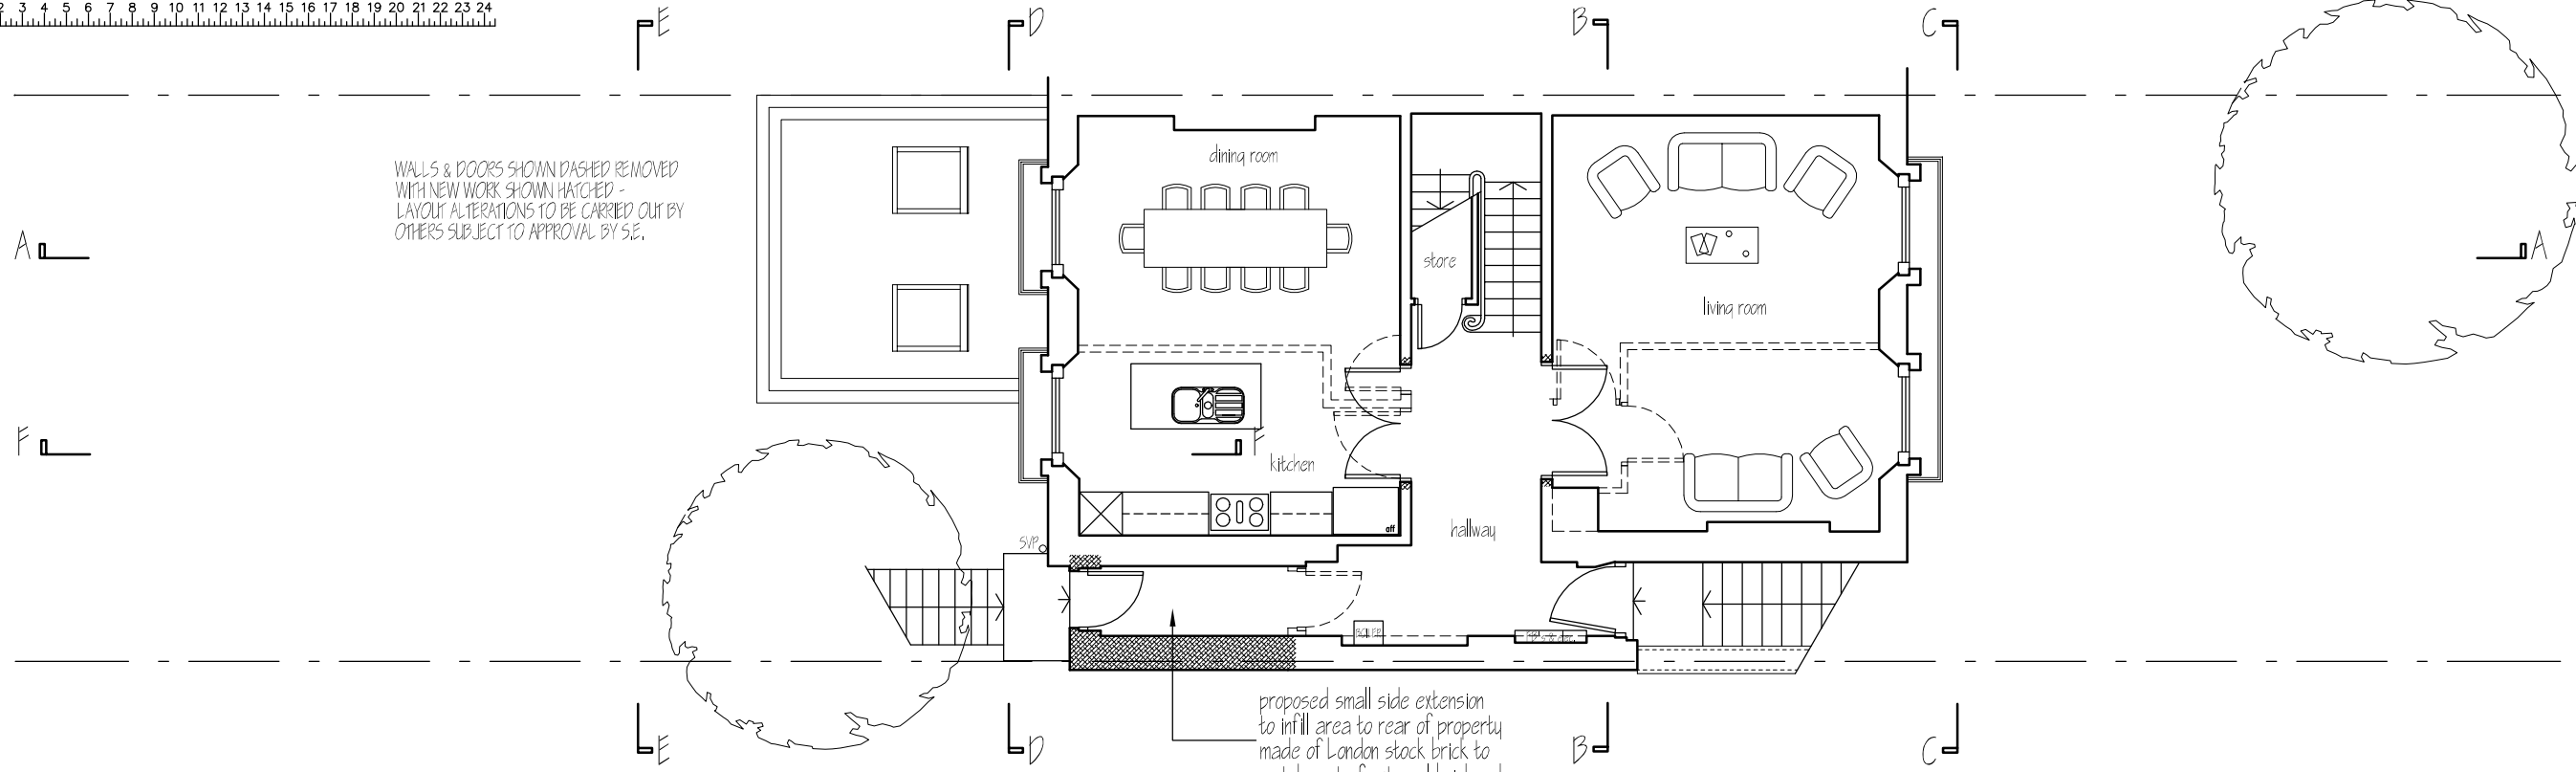 2 3 4 5 6 7 8 9 10 11 12 13 14 15 16 17 18 19 20 21 22 23 24
E
D
B
C
WALLS & DOORS SHOWN DASHED REMOVED
WITH NEW WORK SHOWN HATCHED -
LAYOUT ALTERATIONS TO BE CARRIED OUT BY
OTHERS SUBJECT TO APPROVAL BY S.E.
dining room
A
store
A
living room
F
F
kitchen
aff
hallway
SVP
BOILER
proposed small side extension
to infill area to rear of property
made of London stock brick to
E
D
B
C